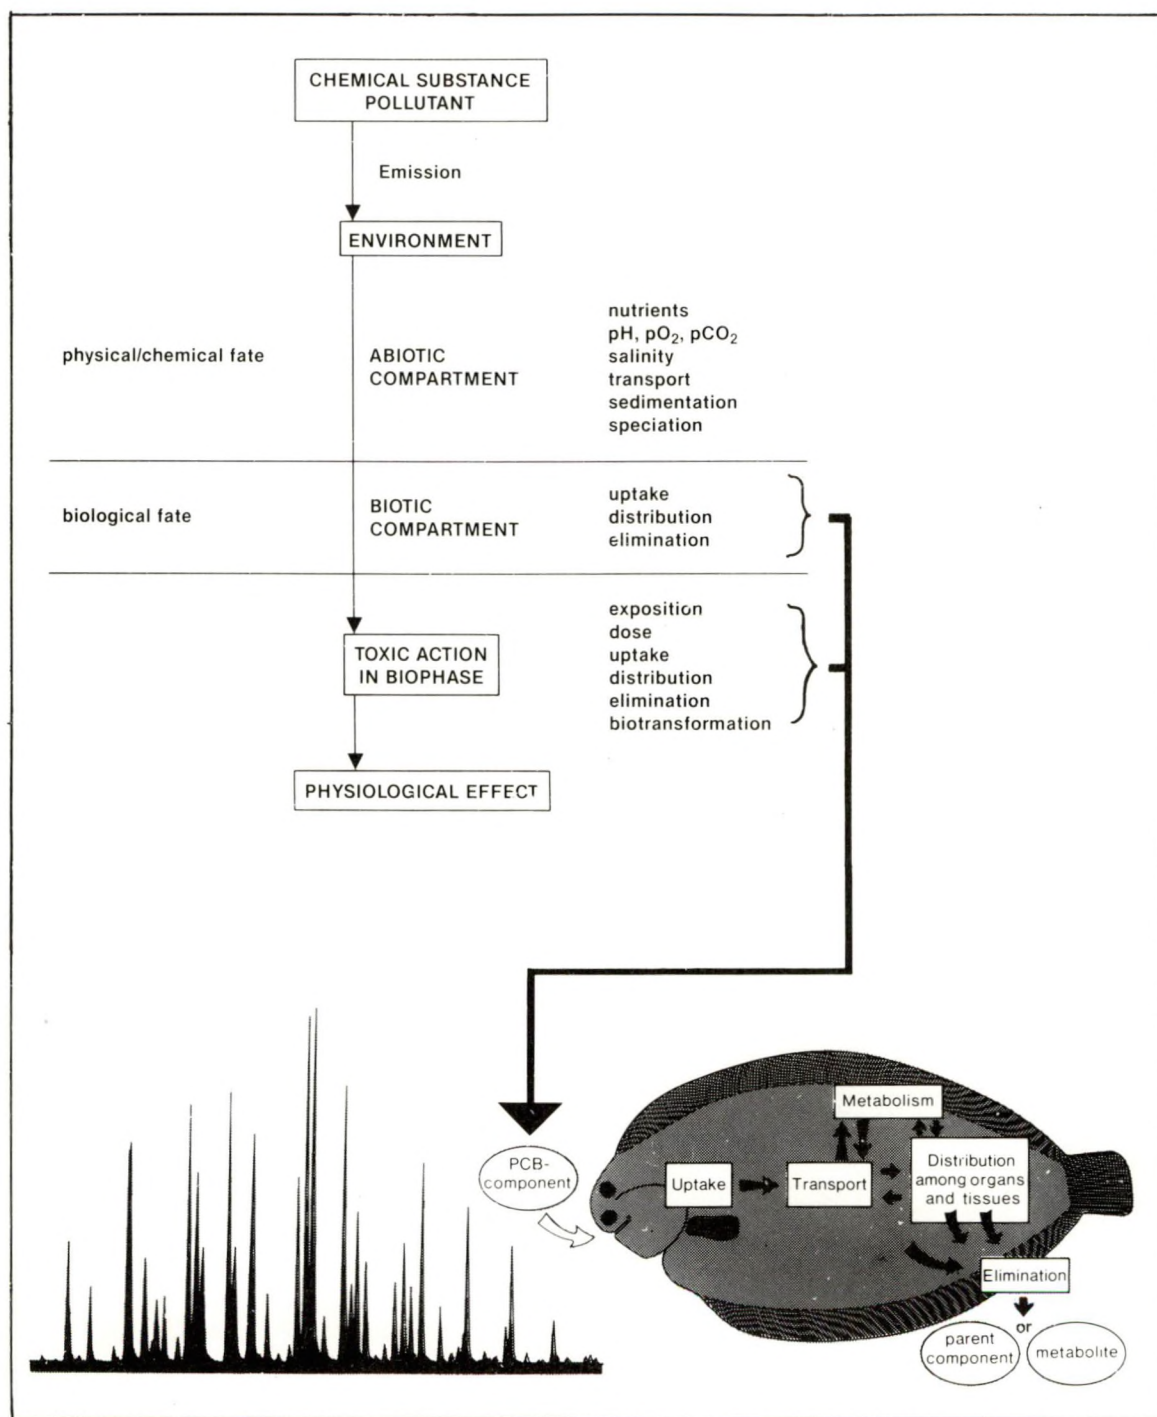 CHEMICAL SUBSTANCE
POLLUTANT
Emission
ENVIRONMENT
physical/chemical fate
ABIOTIC
COMPARTMENT
nutrients
pH, pO₂, pCO₂
salinity
transport
sedimentation
speciation
biological fate
BIOTIC
COMPARTMENT
uptake
distribution
elimination
TOXIC ACTION
IN BIOPHASE
exposition
dose
uptake
distribution
elimination
biotransformation
PHYSIOLOGICAL EFFECT
PCB-
component
Uptake
Transport
Metabolism
Distribution
among organs
and tissues
Elimination
or
parent
component
metabolite